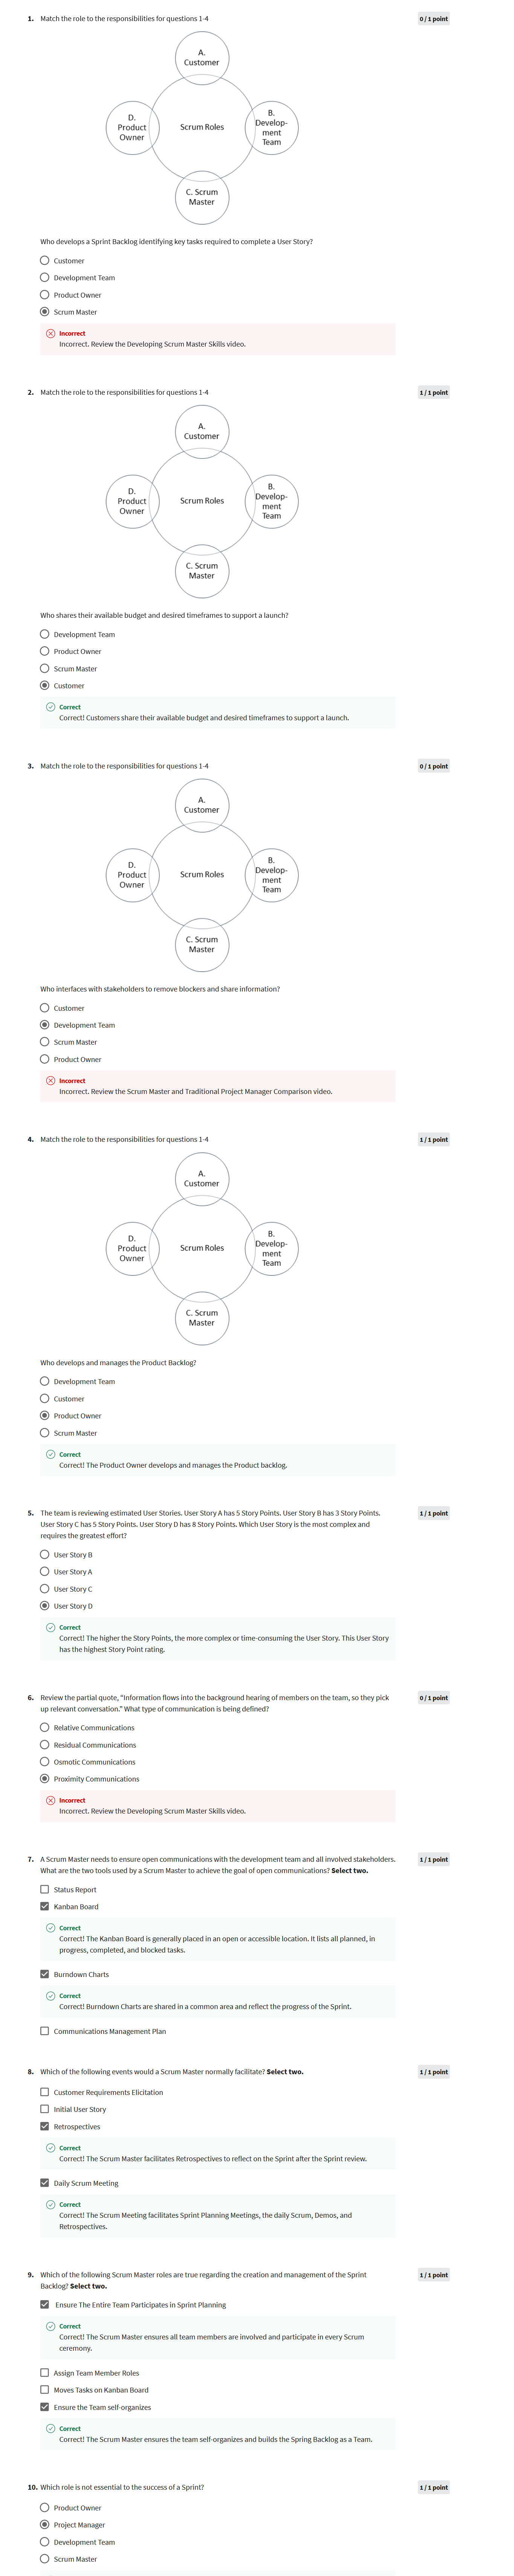 1. Match the role to the responsibilities for questions 1-4
0 / 1 point
A.
Customer
D.
Product
Owner
Scrum Roles
B.
Develop-
ment
Team
C. Scrum
Master
Who develops a Sprint Backlog identifying key tasks required to complete a User Story?
Customer
Development Team
Product Owner
Scrum Master
Incorrect
Incorrect. Review the Developing Scrum Master Skills video.
2. Match the role to the responsibilities for questions 1-4
1 / 1 point
A.
Customer
D.
Product
Owner
Scrum Roles
B.
Develop-
ment
Team
C. Scrum
Master
Who shares their available budget and desired timeframes to support a launch?
Development Team
Product Owner
Scrum Master
Customer
Correct
Correct! Customers share their available budget and desired timeframes to support a launch.
3. Match the role to the responsibilities for questions 1-4
0 / 1 point
A.
Customer
D.
Product
Owner
Scrum Roles
B.
Develop-
ment
Team
C. Scrum
Master
Who interfaces with stakeholders to remove blockers and share information?
Customer
Development Team
Scrum Master
Product Owner
Incorrect
Incorrect. Review the Scrum Master and Traditional Project Manager Comparison video.
4. Match the role to the responsibilities for questions 1-4
1 / 1 point
A.
Customer
D.
Product
Owner
Scrum Roles
B.
Develop-
ment
Team
C. Scrum
Master
Who develops and manages the Product Backlog?
Development Team
Customer
Product Owner
Scrum Master
Correct
Correct! The Product Owner develops and manages the Product backlog.
5. The team is reviewing estimated User Stories. User Story A has 5 Story Points. User Story B has 3 Story Points.
1 / 1 point
User Story C has 5 Story Points. User Story D has 8 Story Points. Which User Story is the most complex and
requires the greatest effort?
User Story B
User Story A
User Story C
User Story D
Correct
Correct! The higher the Story Points, the more complex or time-consuming the User Story. This User Story
has the highest Story Point rating.
6. Review the partial quote, "Information flows into the background hearing of members on the team, so they pick
0 / 1 point
up relevant conversation." What type of communication is being defined?
Relative Communications
Residual Communications
Osmotic Communications
Proximity Communications
Incorrect
Incorrect. Review the Developing Scrum Master Skills video.
7. A Scrum Master needs to ensure open communications with the development team and all involved stakeholders.
1 / 1 point
What are the two tools used by a Scrum Master to achieve the goal of open communications? Select two.
Status Report
Kanban Board
Correct
Correct! The Kanban Board is generally placed in an open or accessible location. It lists all planned, in
progress, completed, and blocked tasks.
Burndown Charts
Correct
Correct! Burndown Charts are shared in a common area and reflect the progress of the Sprint.
Communications Management Plan
8. Which of the following events would a Scrum Master normally facilitate? Select two.
1 / 1 point
Customer Requirements Elicitation
Initial User Story
Retrospectives
Correct
Correct! The Scrum Master facilitates Retrospectives to reflect on the Sprint after the Sprint review.
Daily Scrum Meeting
Correct
Correct! The Scrum Meeting facilitates Sprint Planning Meetings, the daily Scrum, Demos, and
Retrospectives.
9. Which of the following Scrum Master roles are true regarding the creation and management of the Sprint
1 / 1 point
Backlog? Select two.
Ensure The Entire Team Participates in Sprint Planning
Correct
Correct! The Scrum Master ensures all team members are involved and participate in every Scrum
ceremony.
Assign Team Member Roles
Moves Tasks on Kanban Board
Ensure the Team self-organizes
Correct
Correct! The Scrum Master ensures the team self-organizes and builds the Spring Backlog as a Team.
10. Which role is not essential to the success of a Sprint?
1 / 1 point
Product Owner
Project Manager
Development Team
Scrum Master